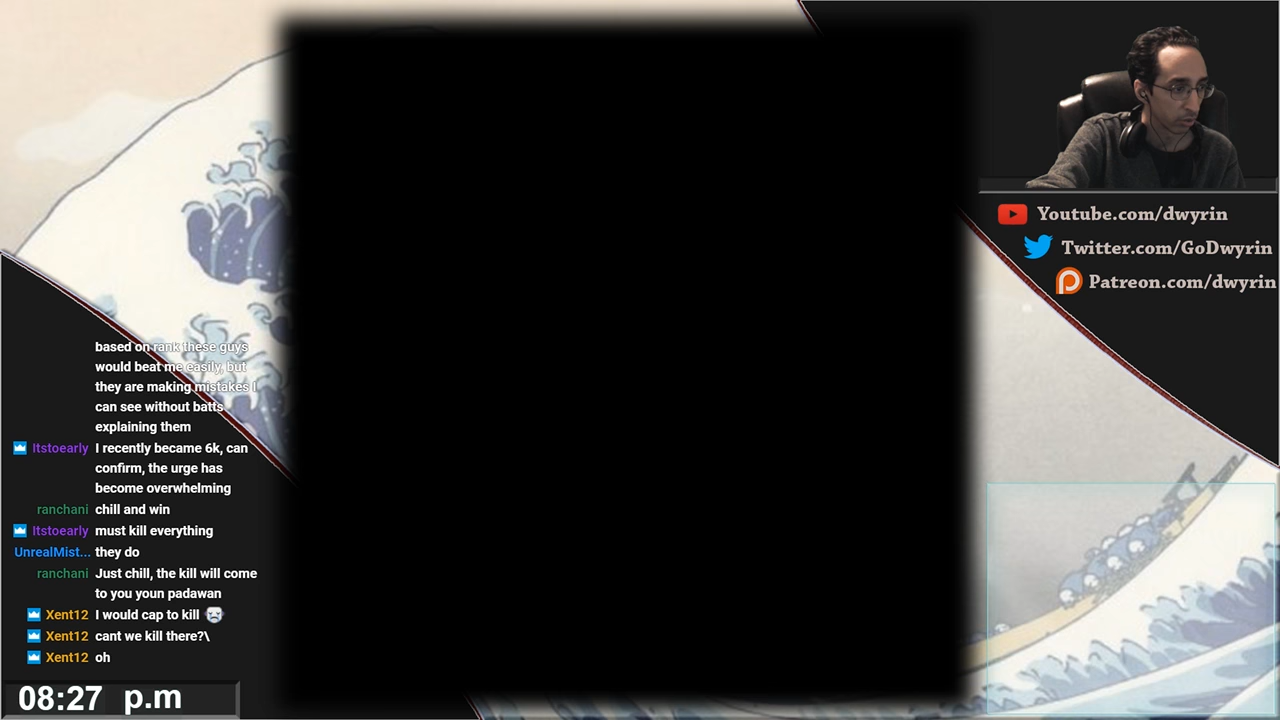 Youtube.com/dwyrin
Twitter.com/GoDwyrin
Patreon.com/dwyrin
based on rank these guys
would beat me easily, but
they are making mistakes I
can see without batts
explaining them
Itstoearly I recently became 6k, can
confirm, the urge has
become overwhelming
ranchani chill and win
Itstoearly must kill everything
UnrealMist... they do
ranchani Just chill, the kill will come
to you youn padawan
Xent12 I would cap to kill
Xent12 cant we kill there?\
Xent12 oh
08:27 p.m